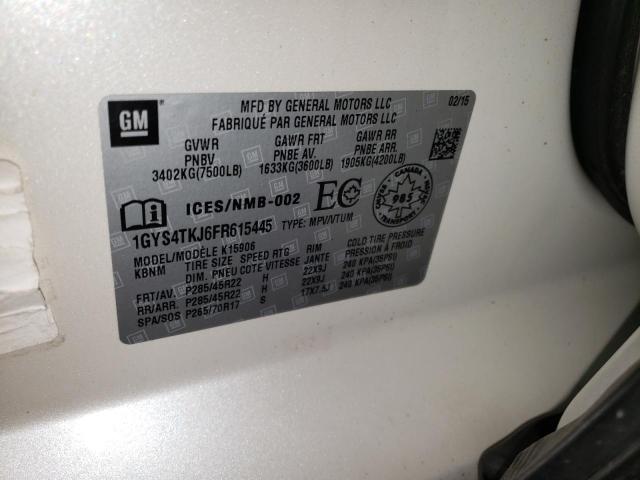 GM
MFD BY GENERAL MOTORS LLC 02/15
FABRIQUÉ PAR GENERAL MOTORS LLC
GVWR GAWR FRT GAWR RR
PNBV PNBE AV. PNBE ARR.
3402KG(7500LB) 1633KG(3600LB) 1905KG(4200LB)
ICES/NMB-002 EC CANADA 985
1GYS4TKJ6FR615445 TYPE: MPV/VTUM
MODEL/MODÈLE K15906
KBNM TIRE SIZE SPEED RTG RIM COLD TIRE PRESSURE
DIM. PNEU COTE VITESSE JANTE PRESSION À FROID
FRT/AV. P285/45R22 H 22X9J 240 KPA(35PSI)
RR/ARR. P285/45R22 H 22X9J 240 KPA(35PSI)
SPA/SOS P265/70R17 S 17X7.5J 240 KPA(35PSI)